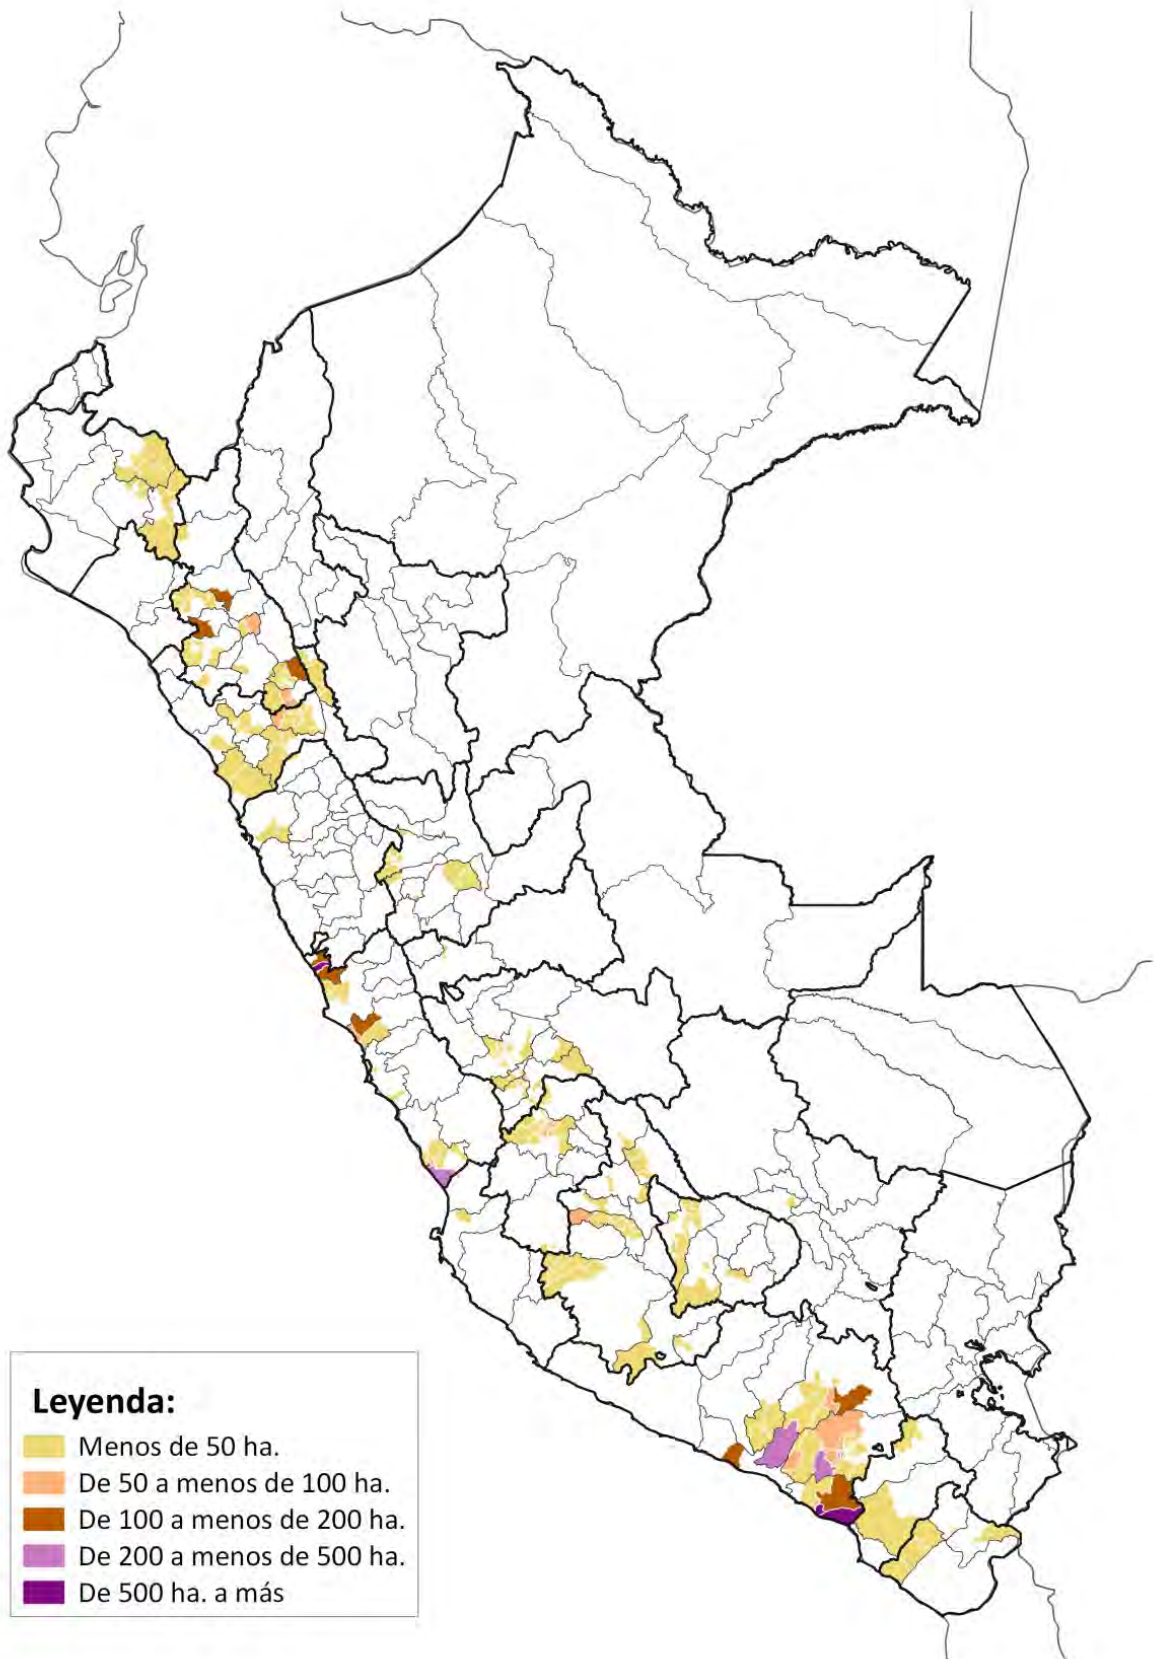 Leyenda:
Menos de 50 ha.
De 50 a menos de 100 ha.
De 100 a menos de 200 ha.
De 200 a menos de 500 ha.
De 500 ha. a más